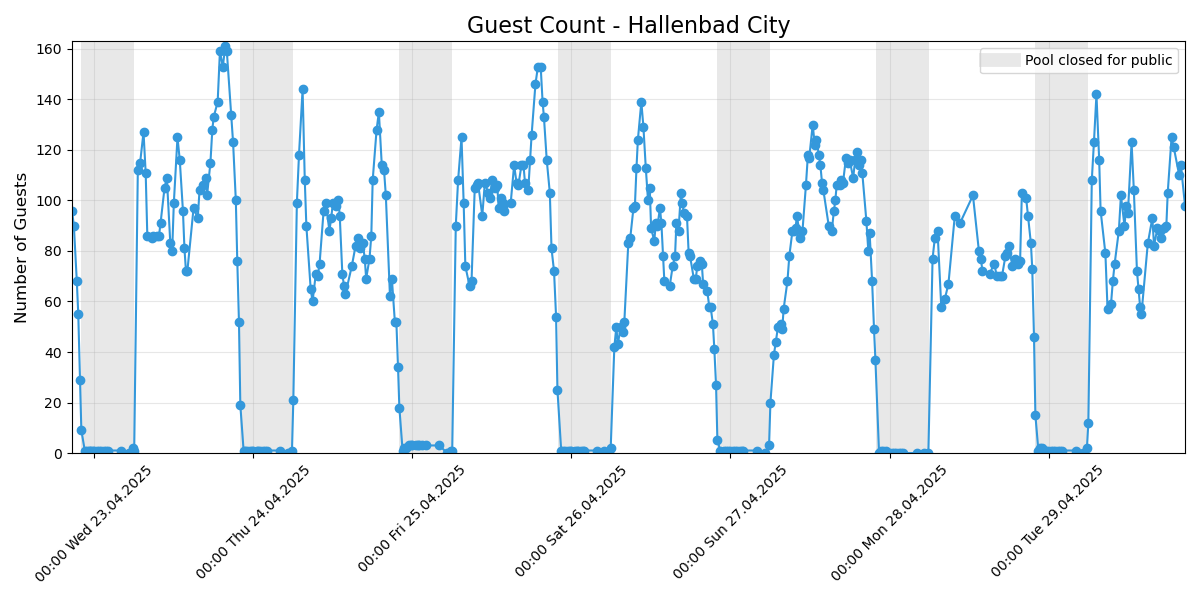 Guest Count - Hallenbad City
Pool closed for public
Number of Guests
160
140
120
100
80
60
40
20
0
00:00 Wed 23.04.2025
00:00 Thu 24.04.2025
00:00 Fri 25.04.2025
00:00 Sat 26.04.2025
00:00 Sun 27.04.2025
00:00 Mon 28.04.2025
00:00 Tue 29.04.2025